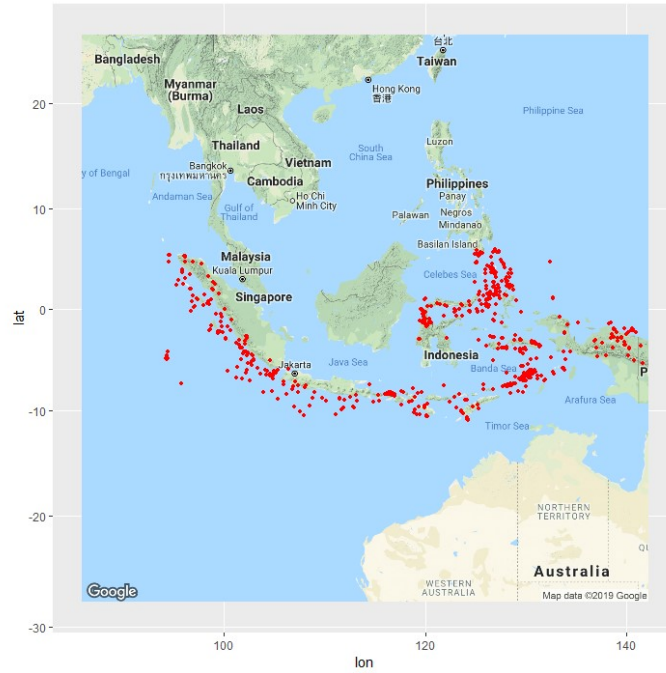 台北
Bangladesh
Taiwan
Myanmar
(Burma)
Hong Kong
香港
20
Laos
Philippine Sea
Thailand
South
China Sea
Luzon
y of Bengal
Bangkok
กรุงเทพมหานคร
Vietnam
Cambodia
Philippines
Andaman Sea
Ho Chi
Minh City
Panay
10
Gulf of
Thailand
Palawan
Negros
Mindanao
Basilan Island
Malaysia
Kuala Lumpur
Celebes Sea
Singapore
0
lat
Indonesia
Jakarta
Java Sea
Banda Sea
P
Arafura Sea
-10
Timor Sea
NORTHERN
TERRITORY
-20
QU
Australia
WESTERN
AUSTRALIA
Google
Map data ©2019 Google
-30
100
120
140
lon